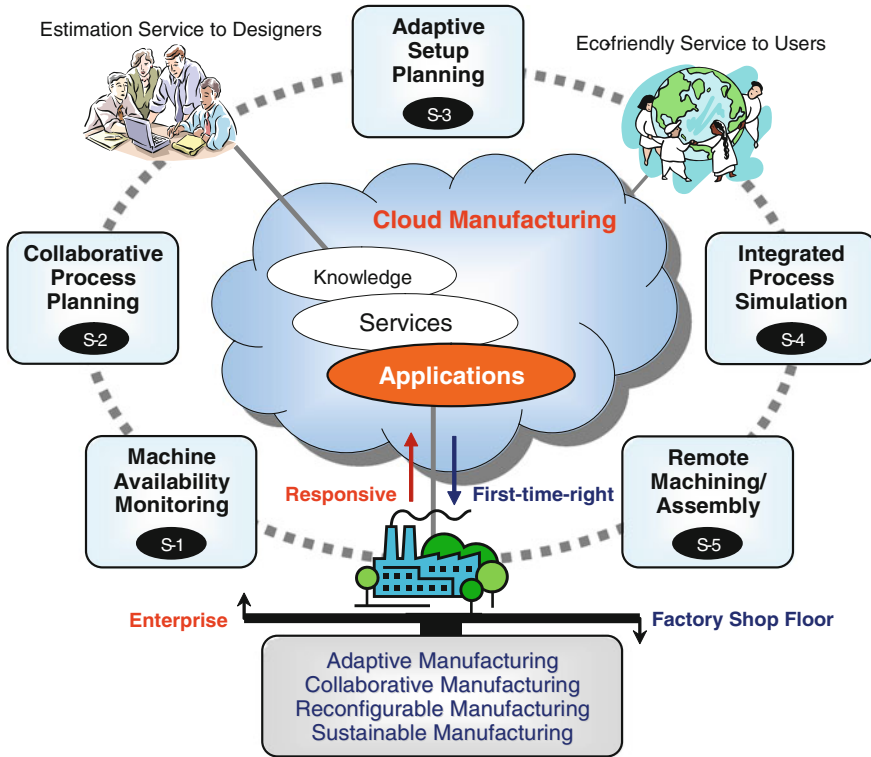 Estimation Service to Designers
Adaptive
Setup
Planning
S-3
Ecofriendly Service to Users
Cloud Manufacturing
Collaborative
Process
Planning
S-2
Knowledge
Services
Applications
Integrated
Process
Simulation
S-4
Machine
Availability
Monitoring
S-1
Responsive
First-time-right
Remote
Machining/
Assembly
S-5
Enterprise
Factory Shop Floor
Adaptive Manufacturing
Collaborative Manufacturing
Reconfigurable Manufacturing
Sustainable Manufacturing